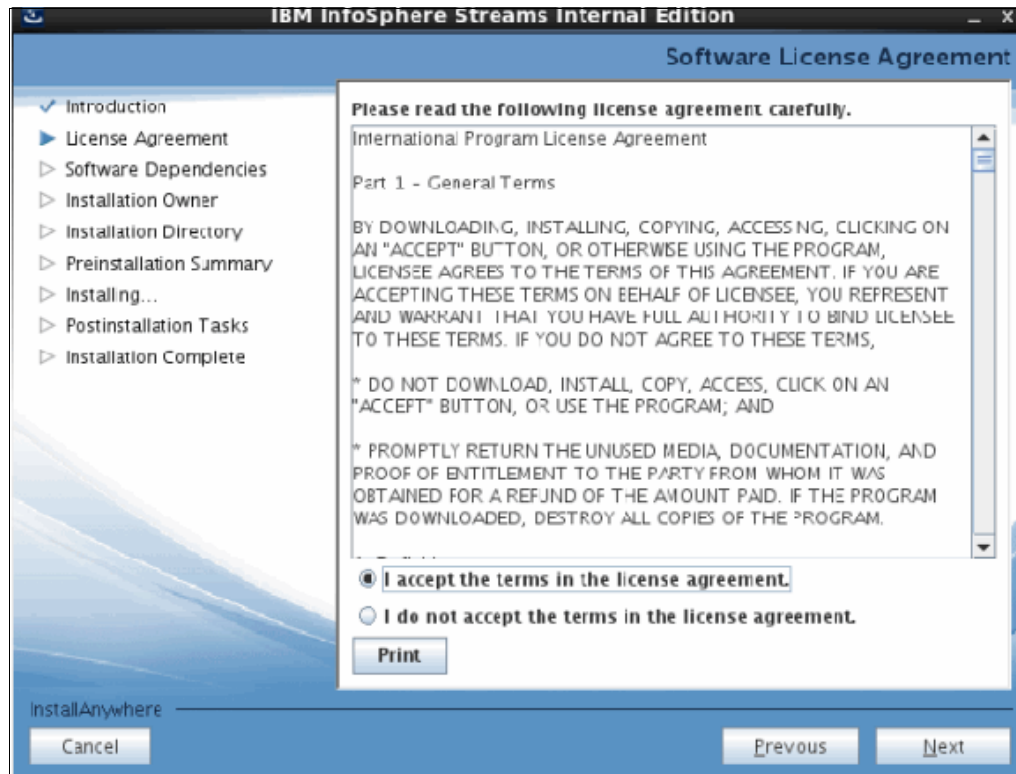 IBM InfoSphere Streams Internal Edition
Software License Agreement
Introduction
License Agreement
Software Dependencies
Installation Owner
Installation Directory
Preinstallation Summary
Installing...
Postinstallation Tasks
Installation Complete
Please read the following license agreement carefully.
International Program License Agreement
Part 1 - General Terms
BY DOWNLOADING, INSTALLING, COPYING, ACCESSING, CLICKING ON
AN "ACCEPT" BUTTON, OR OTHERWISE USING THE PROGRAM,
LICENSEE AGREES TO THE TERMS OF THIS AGREEMENT. IF YOU ARE
ACCEPTING THESE TERMS ON BEHALF OF LICENSEE, YOU REPRESENT
AND WARRANT THAT YOU HAVE FULL AUTHORITY TO BIND LICENSEE
TO THESE TERMS. IF YOU DO NOT AGREE TO THESE TERMS,
* DO NOT DOWNLOAD, INSTALL, COPY, ACCESS, CLICK ON AN
"ACCEPT" BUTTON, OR USE THE PROGRAM; AND
* PROMPTLY RETURN THE UNUSED MEDIA, DOCUMENTATION, AND
PROOF OF ENTITLEMENT TO THE PARTY FROM WHOM IT WAS
OBTAINED FOR A REFUND OF THE AMOUNT PAID. IF THE PROGRAM
WAS DOWNLOADED, DESTROY ALL COPIES OF THE PROGRAM.
I accept the terms in the license agreement.
I do not accept the terms in the license agreement.
Print
InstallAnywhere
Cancel
Prevous
Next